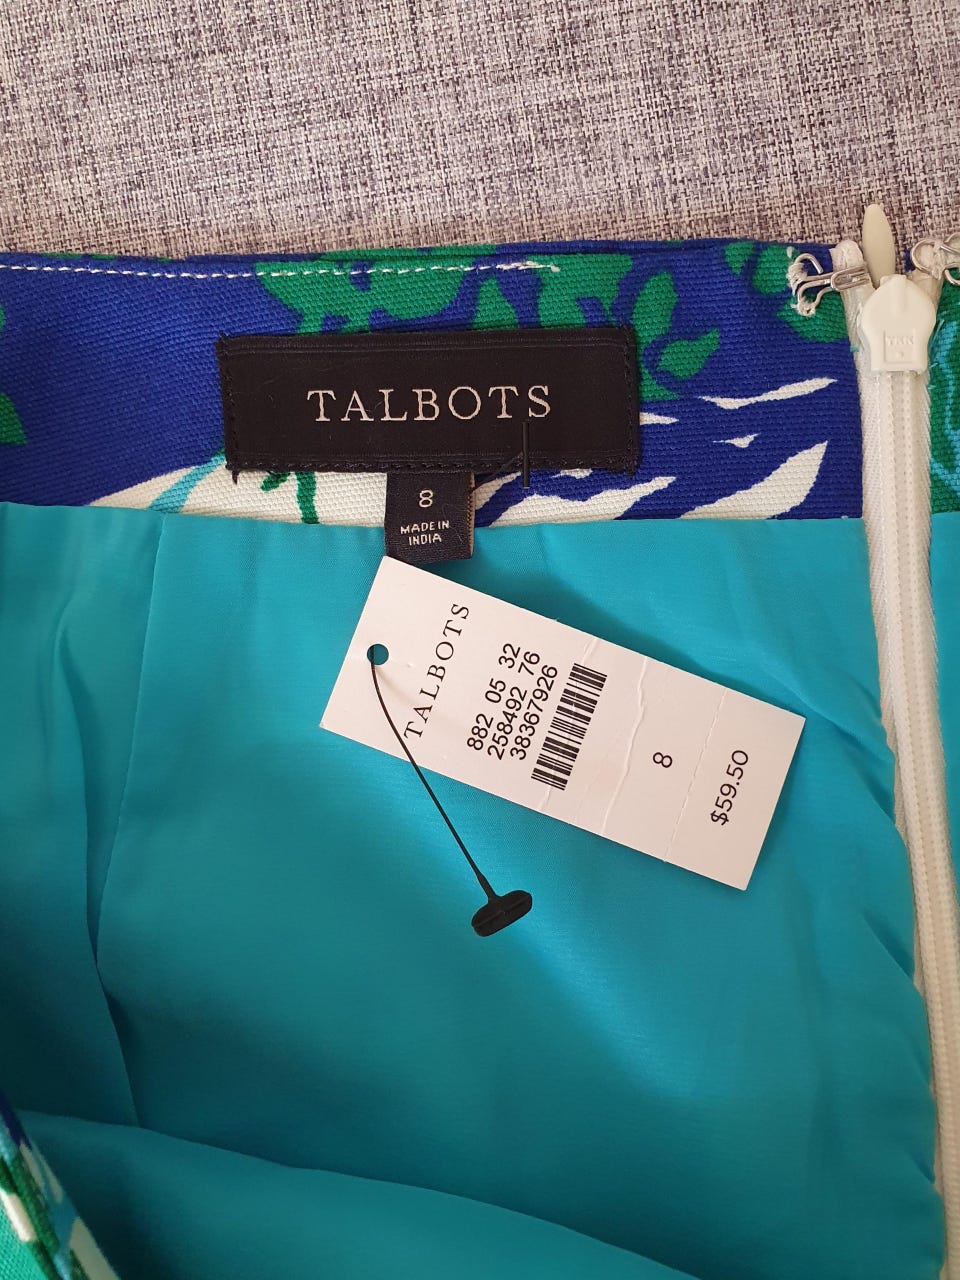 TALBOTS
8
MADE IN
INDIA
TALBOTS
882 05 32
258492 76
38367926
8
$59.50